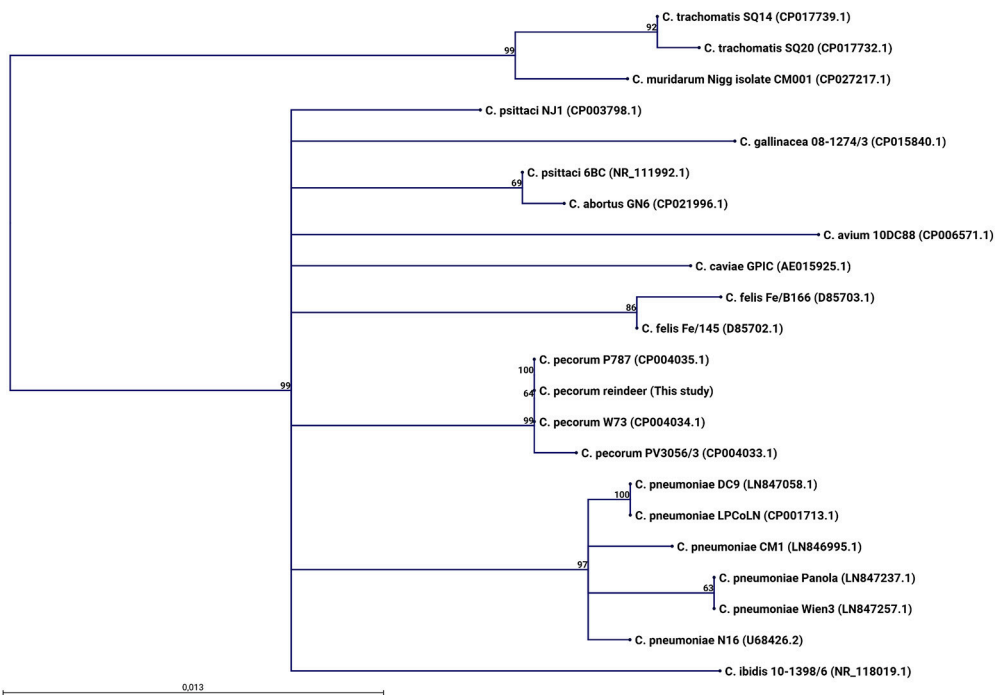 C. trachomatis SQ14 (CP017739.1)
92
C. trachomatis SQ20 (CP017732.1)
99
C. muridarum Nigg isolate CM001 (CP027217.1)
C. psittaci NJ1 (CP003798.1)
C. gallinacea 08-1274/3 (CP015840.1)
C. psittaci 6BC (NR_111992.1)
69
C. abortus GN6 (CP021996.1)
C. avium 10DC88 (CP006571.1)
C. caviae GPIC (AE015925.1)
C. felis Fe/B166 (D85703.1)
86
C. felis Fe/145 (D85702.1)
C. pecorum P787 (CP004035.1)
100
99
C. pecorum reindeer (This study)
64
C. pecorum W73 (CP004034.1)
99
C. pecorum PV3056/3 (CP004033.1)
C. pneumoniae DC9 (LN847058.1)
100
C. pneumoniae LPCoLN (CP001713.1)
C. pneumoniae CM1 (LN846995.1)
97
C. pneumoniae Panola (LN847237.1)
63
C. pneumoniae Wien3 (LN847257.1)
C. pneumoniae N16 (U68426.2)
C. ibidis 10-1398/6 (NR_118019.1)
0,013